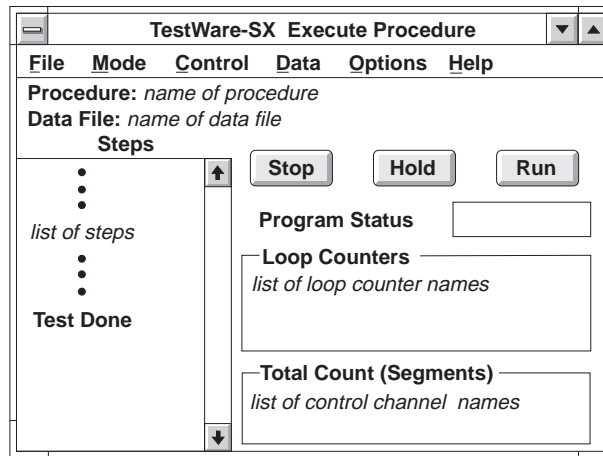 TestWare-SX Execute Procedure
File Mode Control Data Options Help
Procedure: name of procedure
Data File: name of data file
Steps
list of steps
Test Done
Stop Hold Run
Program Status
Loop Counters
list of loop counter names
Total Count (Segments)
list of control channel names